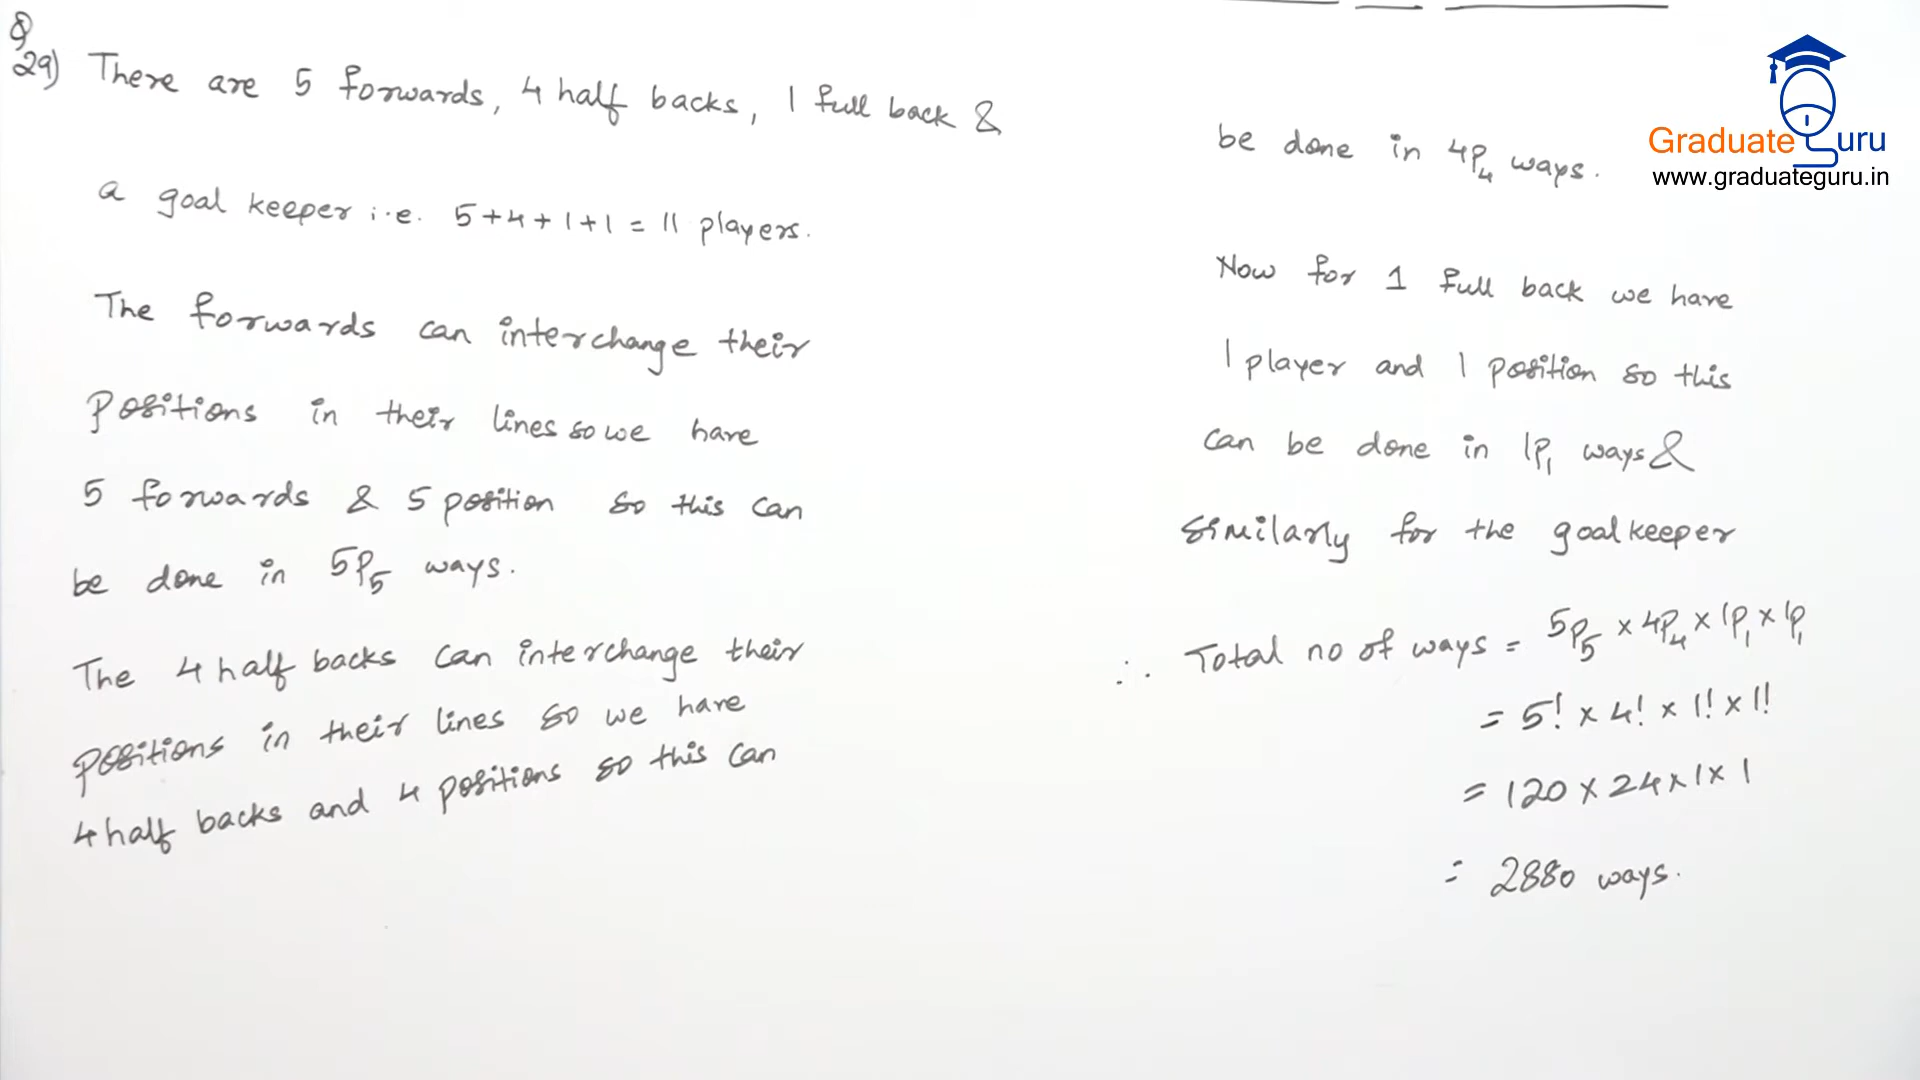 Q
29) There are 5 forwards, 4 half backs, 1 full back &
a goal keeper i.e. 5+4+1+1 = 11 players.
The forwards can interchange their
positions in their lines so we have
5 forwards & 5 position so this can
be done in 5P5 ways.
The 4 half backs can interchange their
positions in their lines so we have
4 half backs and 4 positions so this can
be done in 4P4 ways.
Now for 1 full back we have
1 player and 1 position so this
can be done in 1P1 ways &
similarly for the goalkeeper
∴ Total no of ways = 5P5 × 4P4 × 1P1 × 1P1
= 5! × 4! × 1! × 1!
= 120 × 24 × 1 × 1
= 2880 ways.
Graduate Guru
www.graduateguru.in